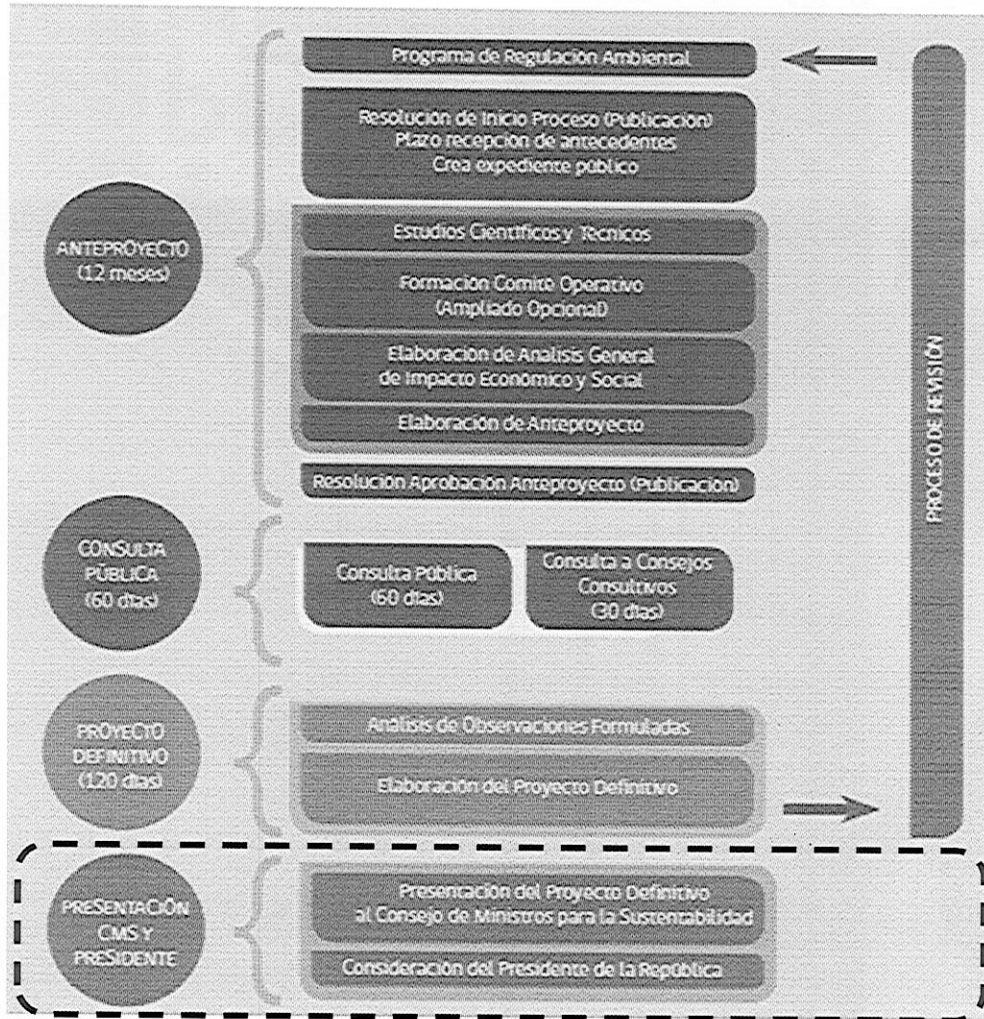 Programa de Regulación Ambiental
Resolución de Inicio Proceso (Publicación)
Plazo recepción de antecedentes
Crea expediente público
ANTEPROYECTO
(12 meses)
Estudios Científicos y Técnicos
Formación Comité Operativo
(Ampliado Opcional)
Elaboración de Análisis General
de Impacto Económico y Social
Elaboración de Anteproyecto
Resolución Aprobación Anteproyecto (Publicación)
CONSULTA
PÚBLICA
(60 días)
Consulta Pública
(60 días)
Consulta a Consejos
Consultivos
(30 días)
PROYECTO
DEFINITIVO
(120 días)
Análisis de Observaciones Formuladas
Elaboración del Proyecto Definitivo
PRESENTACIÓN
CMS Y
PRESIDENTE
Presentación del Proyecto Definitivo
al Consejo de Ministros para la Sustentabilidad
Consideración del Presidente de la República
PROCESO DE REVISIÓN